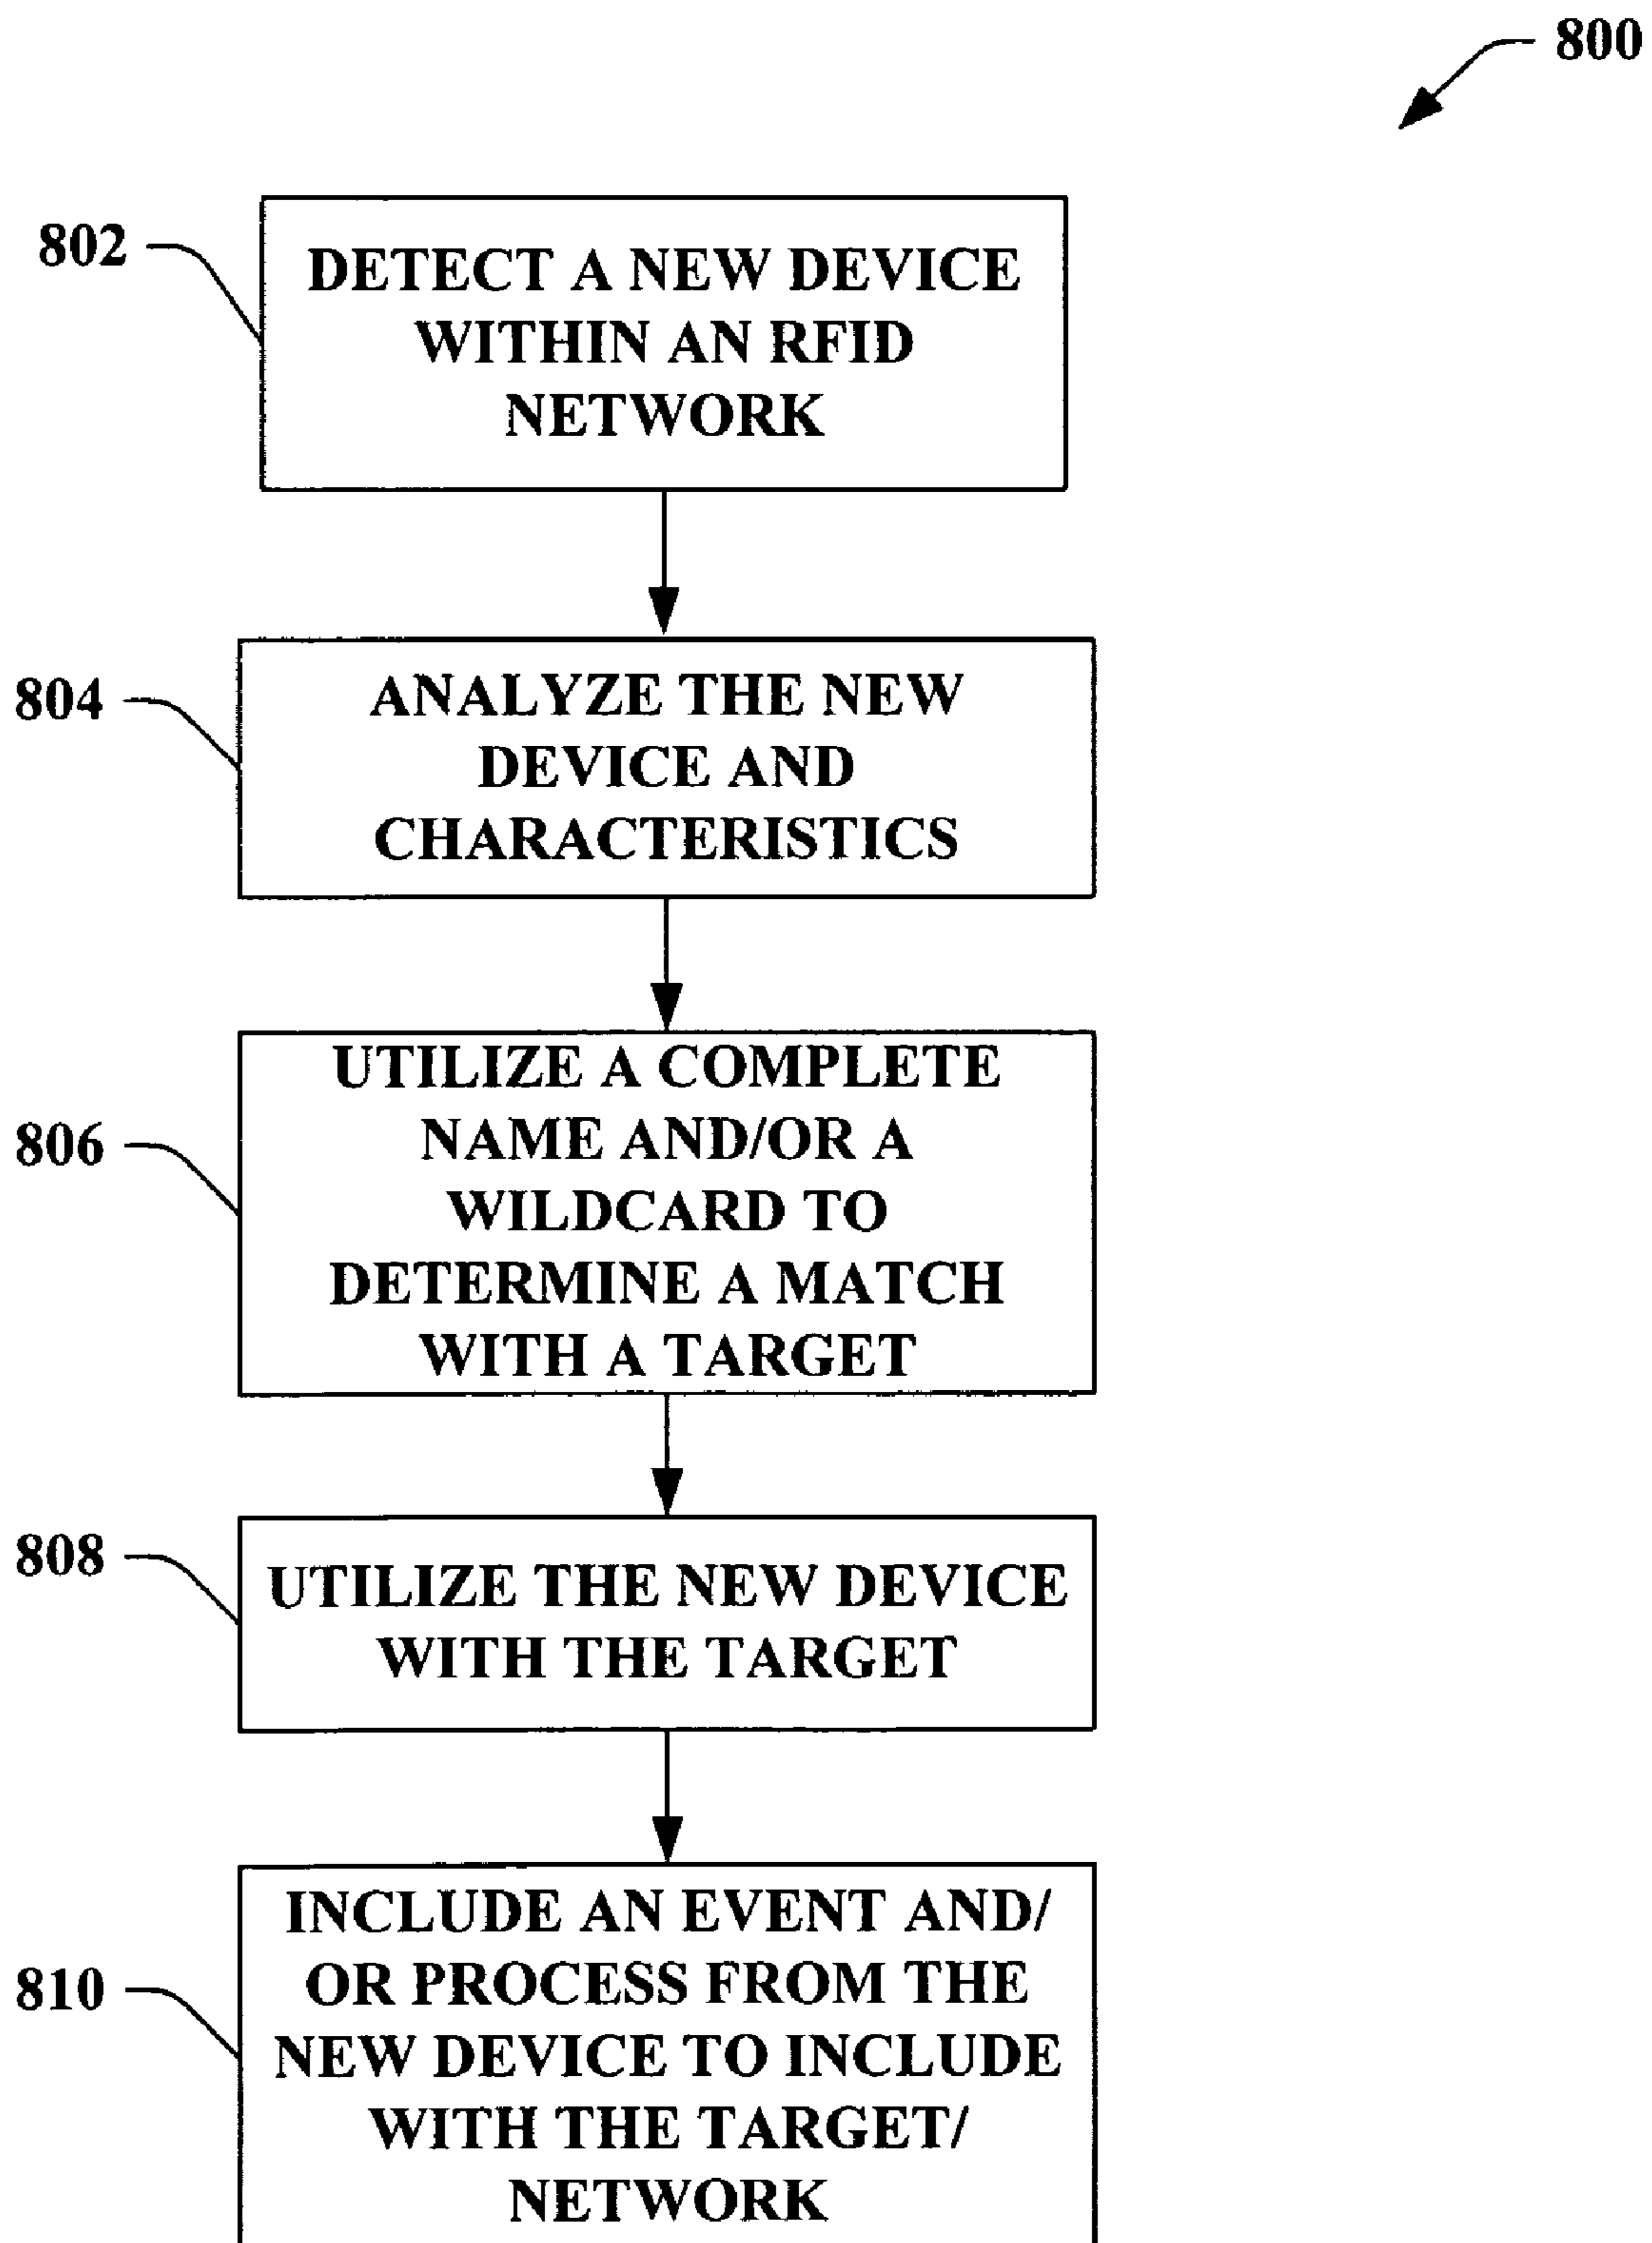 800
802
DETECT A NEW DEVICE
WITHIN AN RFID
NETWORK
804
ANALYZE THE NEW
DEVICE AND
CHARACTERISTICS
806
UTILIZE A COMPLETE
NAME AND/OR A
WILDCARD TO
DETERMINE A MATCH
WITH A TARGET
808
UTILIZE THE NEW DEVICE
WITH THE TARGET
810
INCLUDE AN EVENT AND/
OR PROCESS FROM THE
NEW DEVICE TO INCLUDE
WITH THE TARGET/
NETWORK